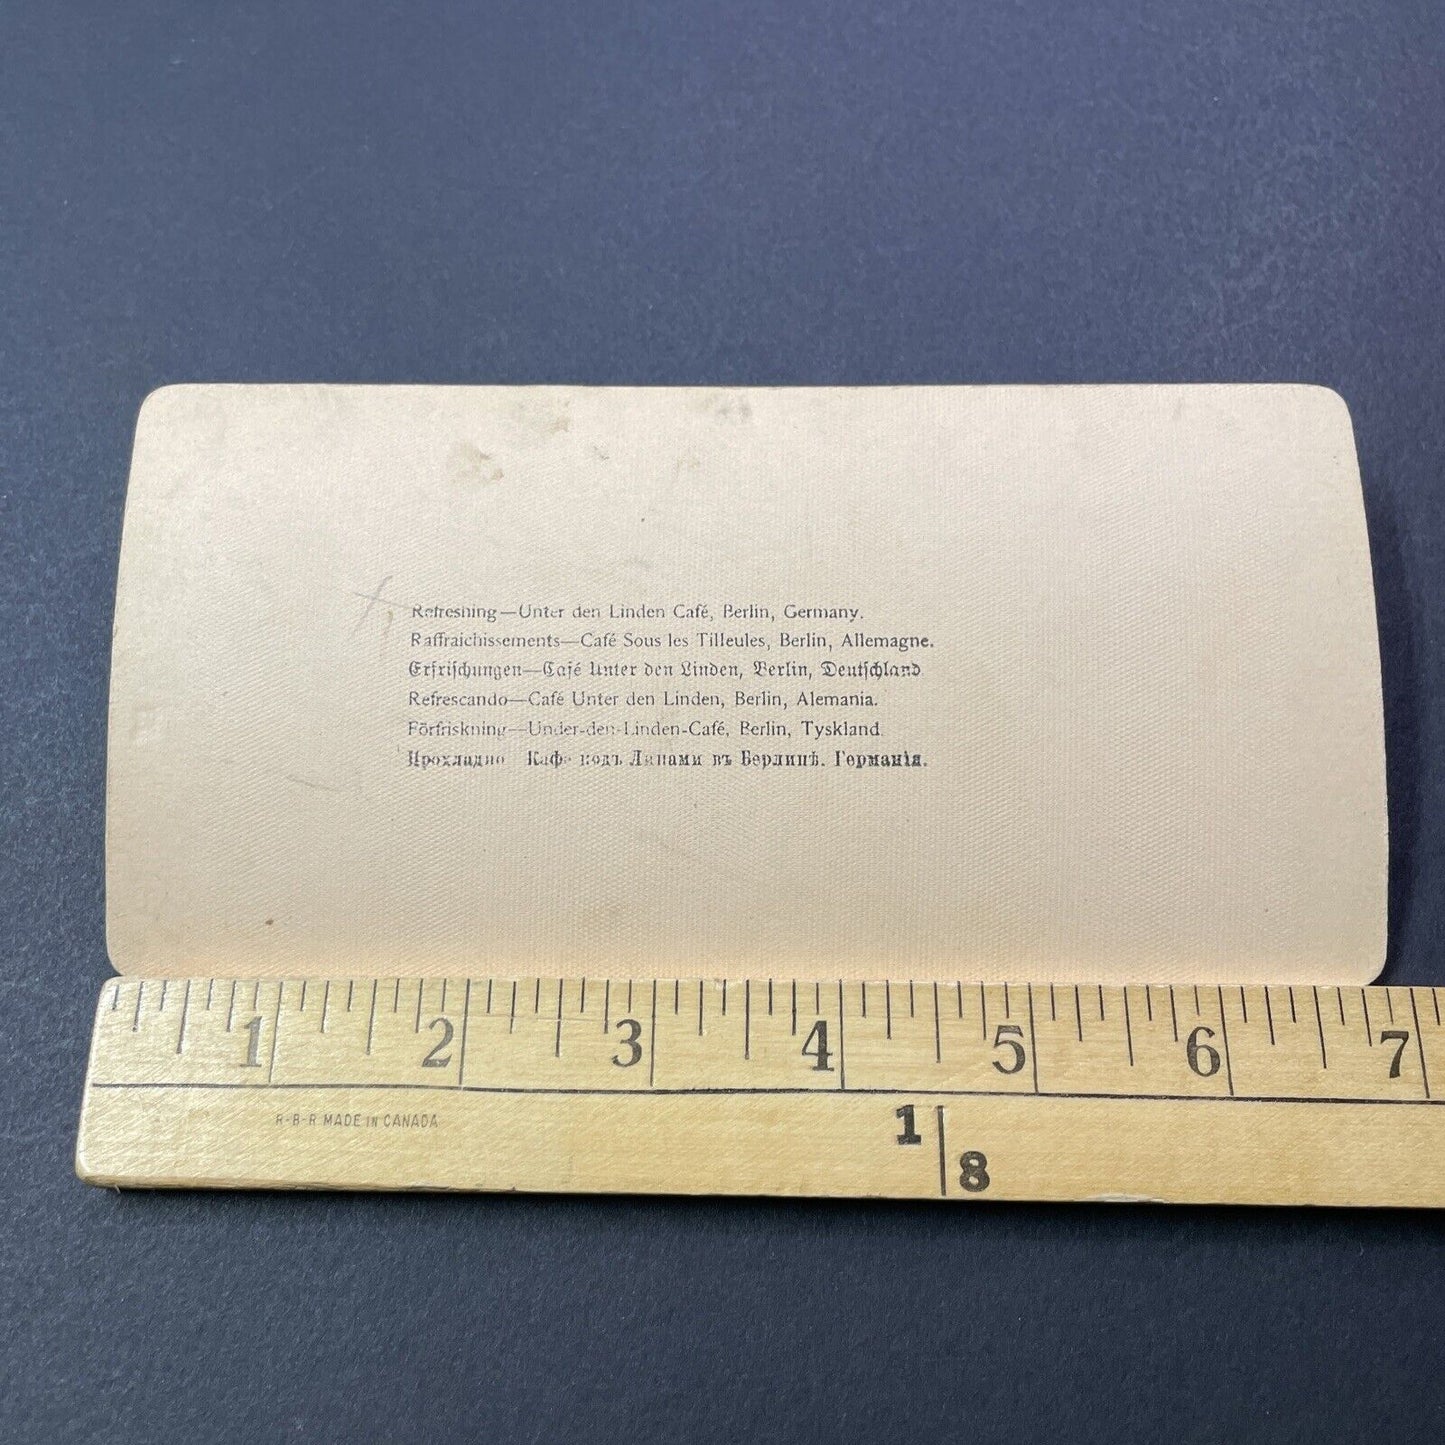 Refreshing—Unter den Linden Café, Berlin, Germany.
Raffraichissements—Café Sous les Tilleules, Berlin, Allemagne.
Erfrischungen—Café Unter den Linden, Berlin, Deutschland.
Refrescando—Café Unter den Linden, Berlin, Alemania.
Förfriskning—Under-den-Linden-Café, Berlin, Tyskland.
Прохладно Кафе подъ Липами въ Берлинѣ. Германія.
1 2 3 4 5 6 7
R-B-R MADE IN CANADA
1
8